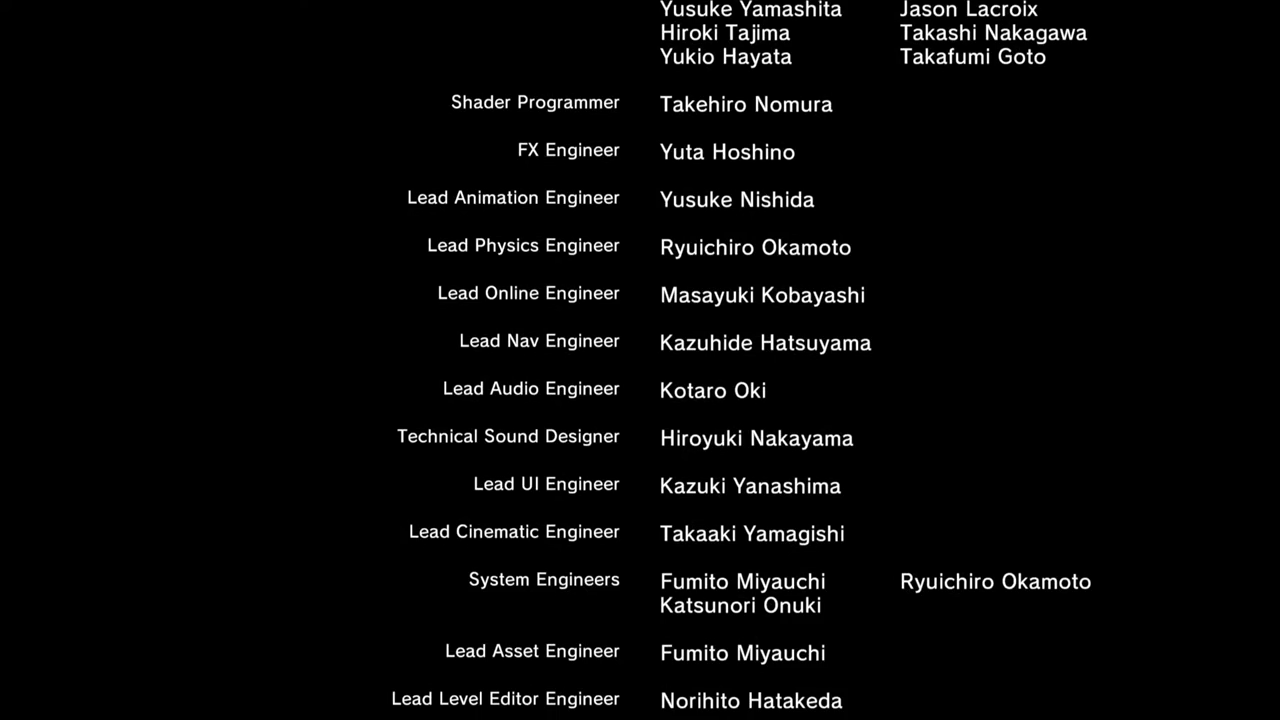 Yusuke Yamashita Jason Lacroix
Hiroki Tajima Takashi Nakagawa
Yukio Hayata Takafumi Goto
Shader Programmer Takehiro Nomura
FX Engineer Yuta Hoshino
Lead Animation Engineer Yusuke Nishida
Lead Physics Engineer Ryuichiro Okamoto
Lead Online Engineer Masayuki Kobayashi
Lead Nav Engineer Kazuhide Hatsuyama
Lead Audio Engineer Kotaro Oki
Technical Sound Designer Hiroyuki Nakayama
Lead UI Engineer Kazuki Yanashima
Lead Cinematic Engineer Takaaki Yamagishi
System Engineers Fumito Miyauchi Ryuichiro Okamoto
Katsunori Onuki
Lead Asset Engineer Fumito Miyauchi
Lead Level Editor Engineer Norihito Hatakeda